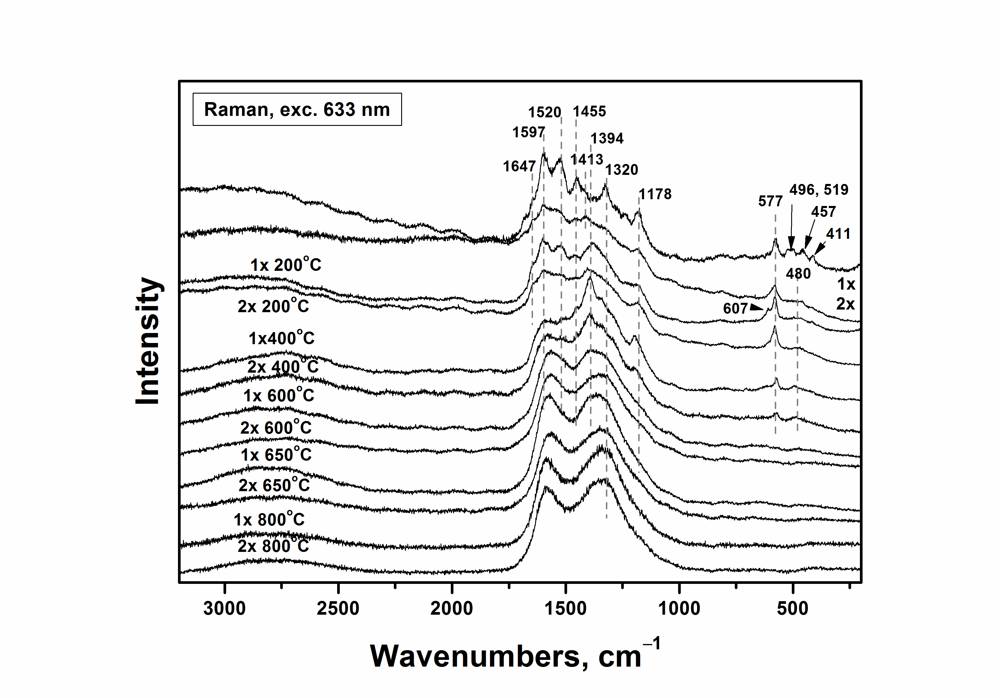 Raman, exc. 633 nm
1520
1455
1597
1394
1413
1647
1320
1178
496, 519
577
457
411
480
607
1x
2x
1x 200°C
2x 200°C
1x400°C
2x 400°C
1x 600°C
2x 600°C
1x 650°C
2x 650°C
1x 800°C
2x 800°C
Intensity
3000 2500 2000 1500 1000 500
Wavenumbers, cm⁻¹